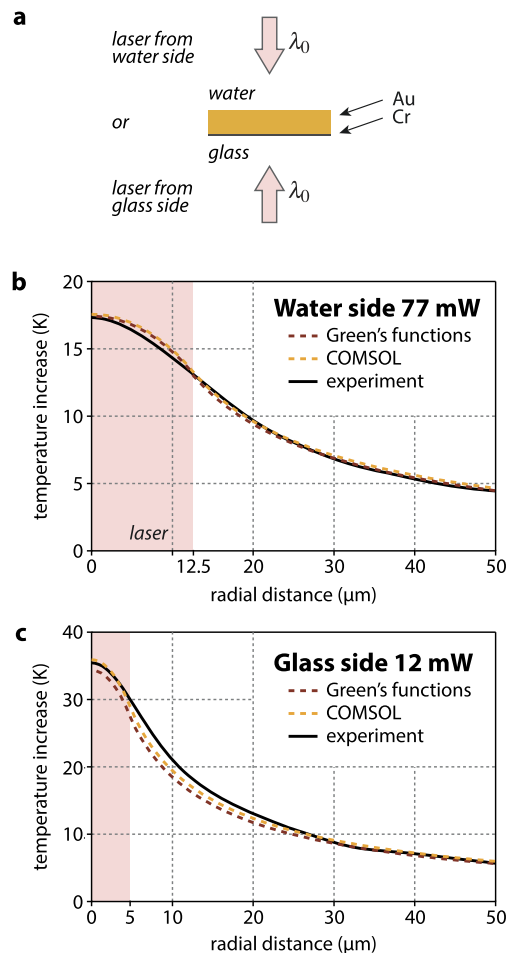 a
laser from
water side
λ0
water
Au
Cr
or
glass
laser from
glass side
λ0
b
20
15
10
5
0
temperature increase (K)
Water side 77 mW
Green's functions
COMSOL
experiment
laser
0
12.5
20
30
40
50
radial distance (μm)
c
40
30
20
10
0
temperature increase (K)
Glass side 12 mW
Green's functions
COMSOL
experiment
0
5
10
20
30
40
50
radial distance (μm)